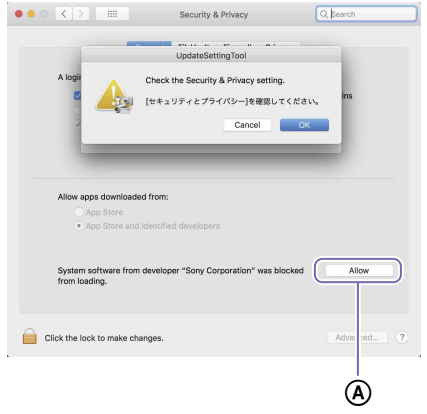 Security & Privacy
Search
UpdateSettingTool
Check the Security & Privacy setting.
[セキュリティとプライバシー]を確認してください。
Cancel
OK
A login
ins
Allow apps downloaded from:
App Store
App Store and identified developers
System software from developer “Sony Corporation” was blocked
from loading.
Allow
Click the lock to make changes.
?
A